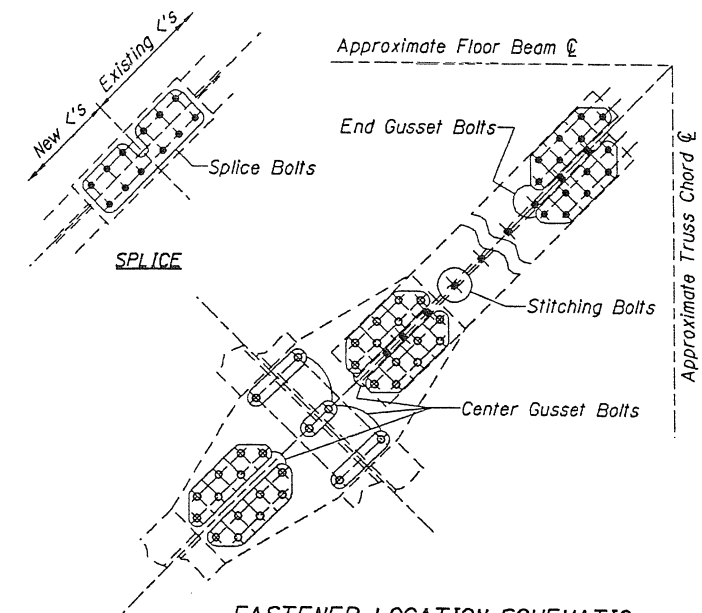 Existing L's
New L's
Splice Bolts
SPLICE
Approximate Floor Beam ℄
End Gusset Bolts
Approximate Truss Chord ℄
Stitching Bolts
Center Gusset Bolts
FASTENER LOCATION SCHEMATIC